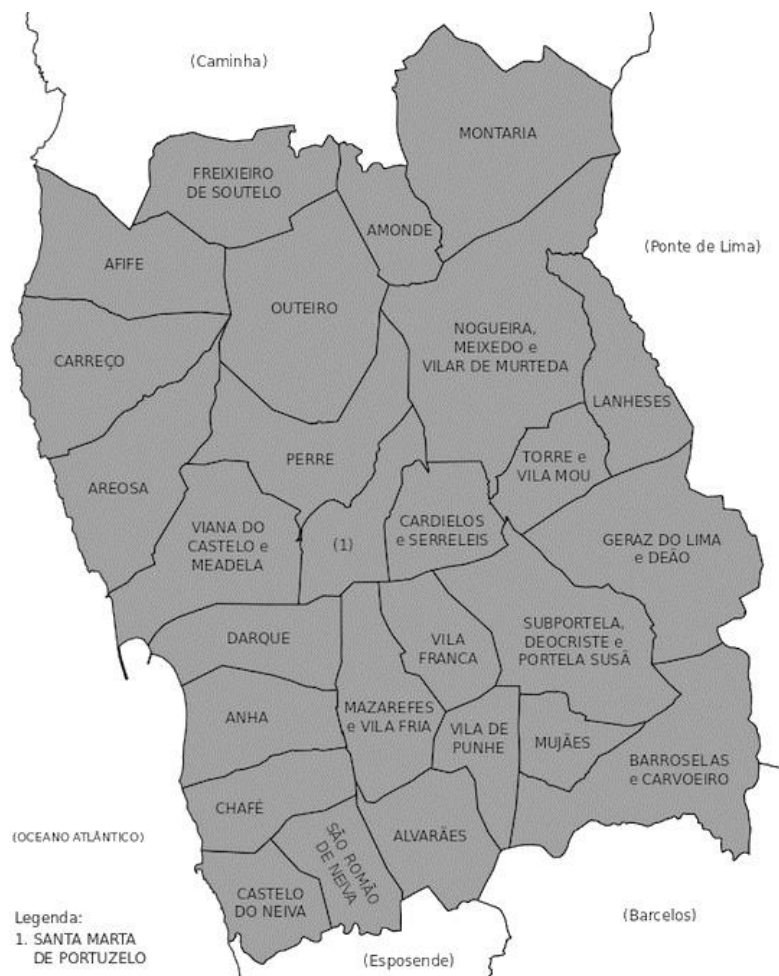 (Caminha)
MONTARIA
FREIXIEIRO
DE SOUTELO
AMONDE
(Ponte de Lima)
AFIFE
OUTEIRO
NOGUEIRA,
MEIXEDO e
VILAR DE MURTEDA
CARREÇO
LANHESES
PERRE
TORRE e
VILA MOU
AREOSA
VIANA DO
CASTELO e
MEADELA
(1)
CARDIELOS
e SERRELEIS
GERAZ DO LIMA
e DEÃO
DARQUE
VILA
FRANCA
SUBPORTELA,
DEOCRISTE e
PORTELA SUSÃ
ANHA
MAZAREFES
e VILA FRIA
VILA DE
PUNHE
MUJÃES
BARROSELAS
e CARVOEIRO
CHAFÉ
(OCEANO ATLÂNTICO)
SÃO ROMÃO
DE NEIVA
ALVARÃES
CASTELO
DO NEIVA
(Barcelos)
Legenda:
1. SANTA MARTA
DE PORTUZELO
(Esposende)